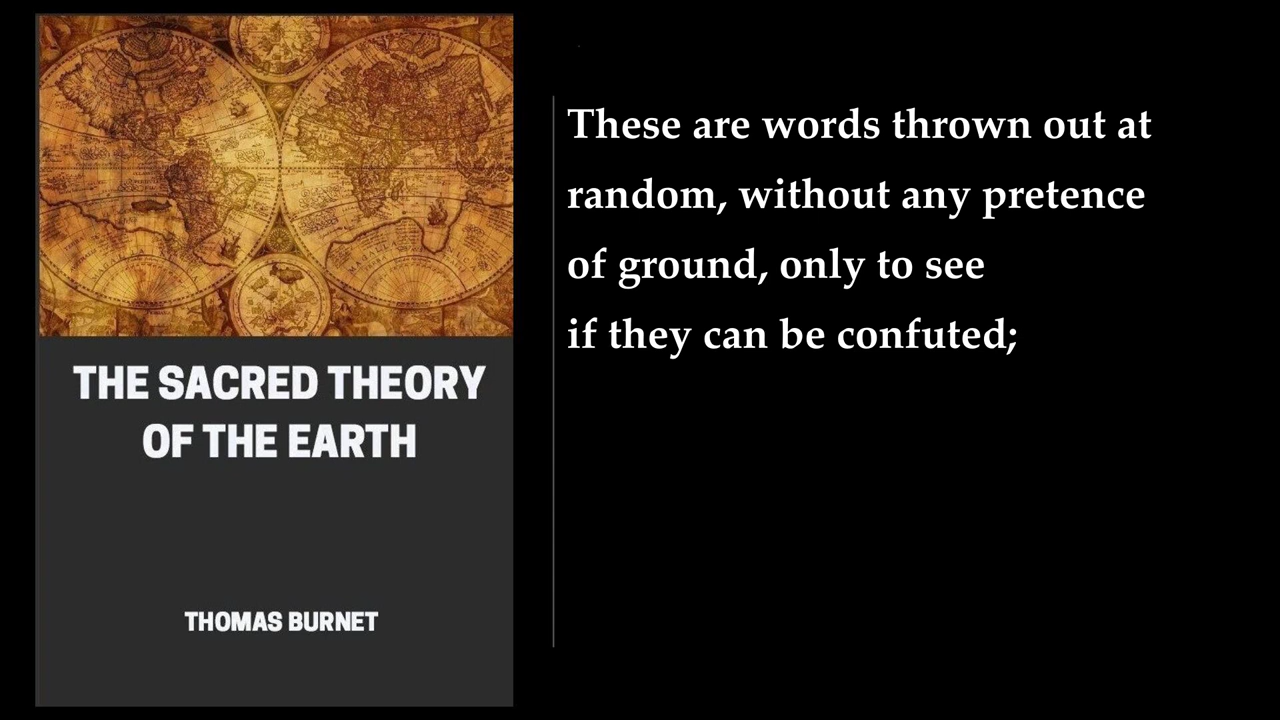 THE SACRED THEORY
OF THE EARTH
THOMAS BURNET
These are words thrown out at
random, without any pretence
of ground, only to see
if they can be confuted;